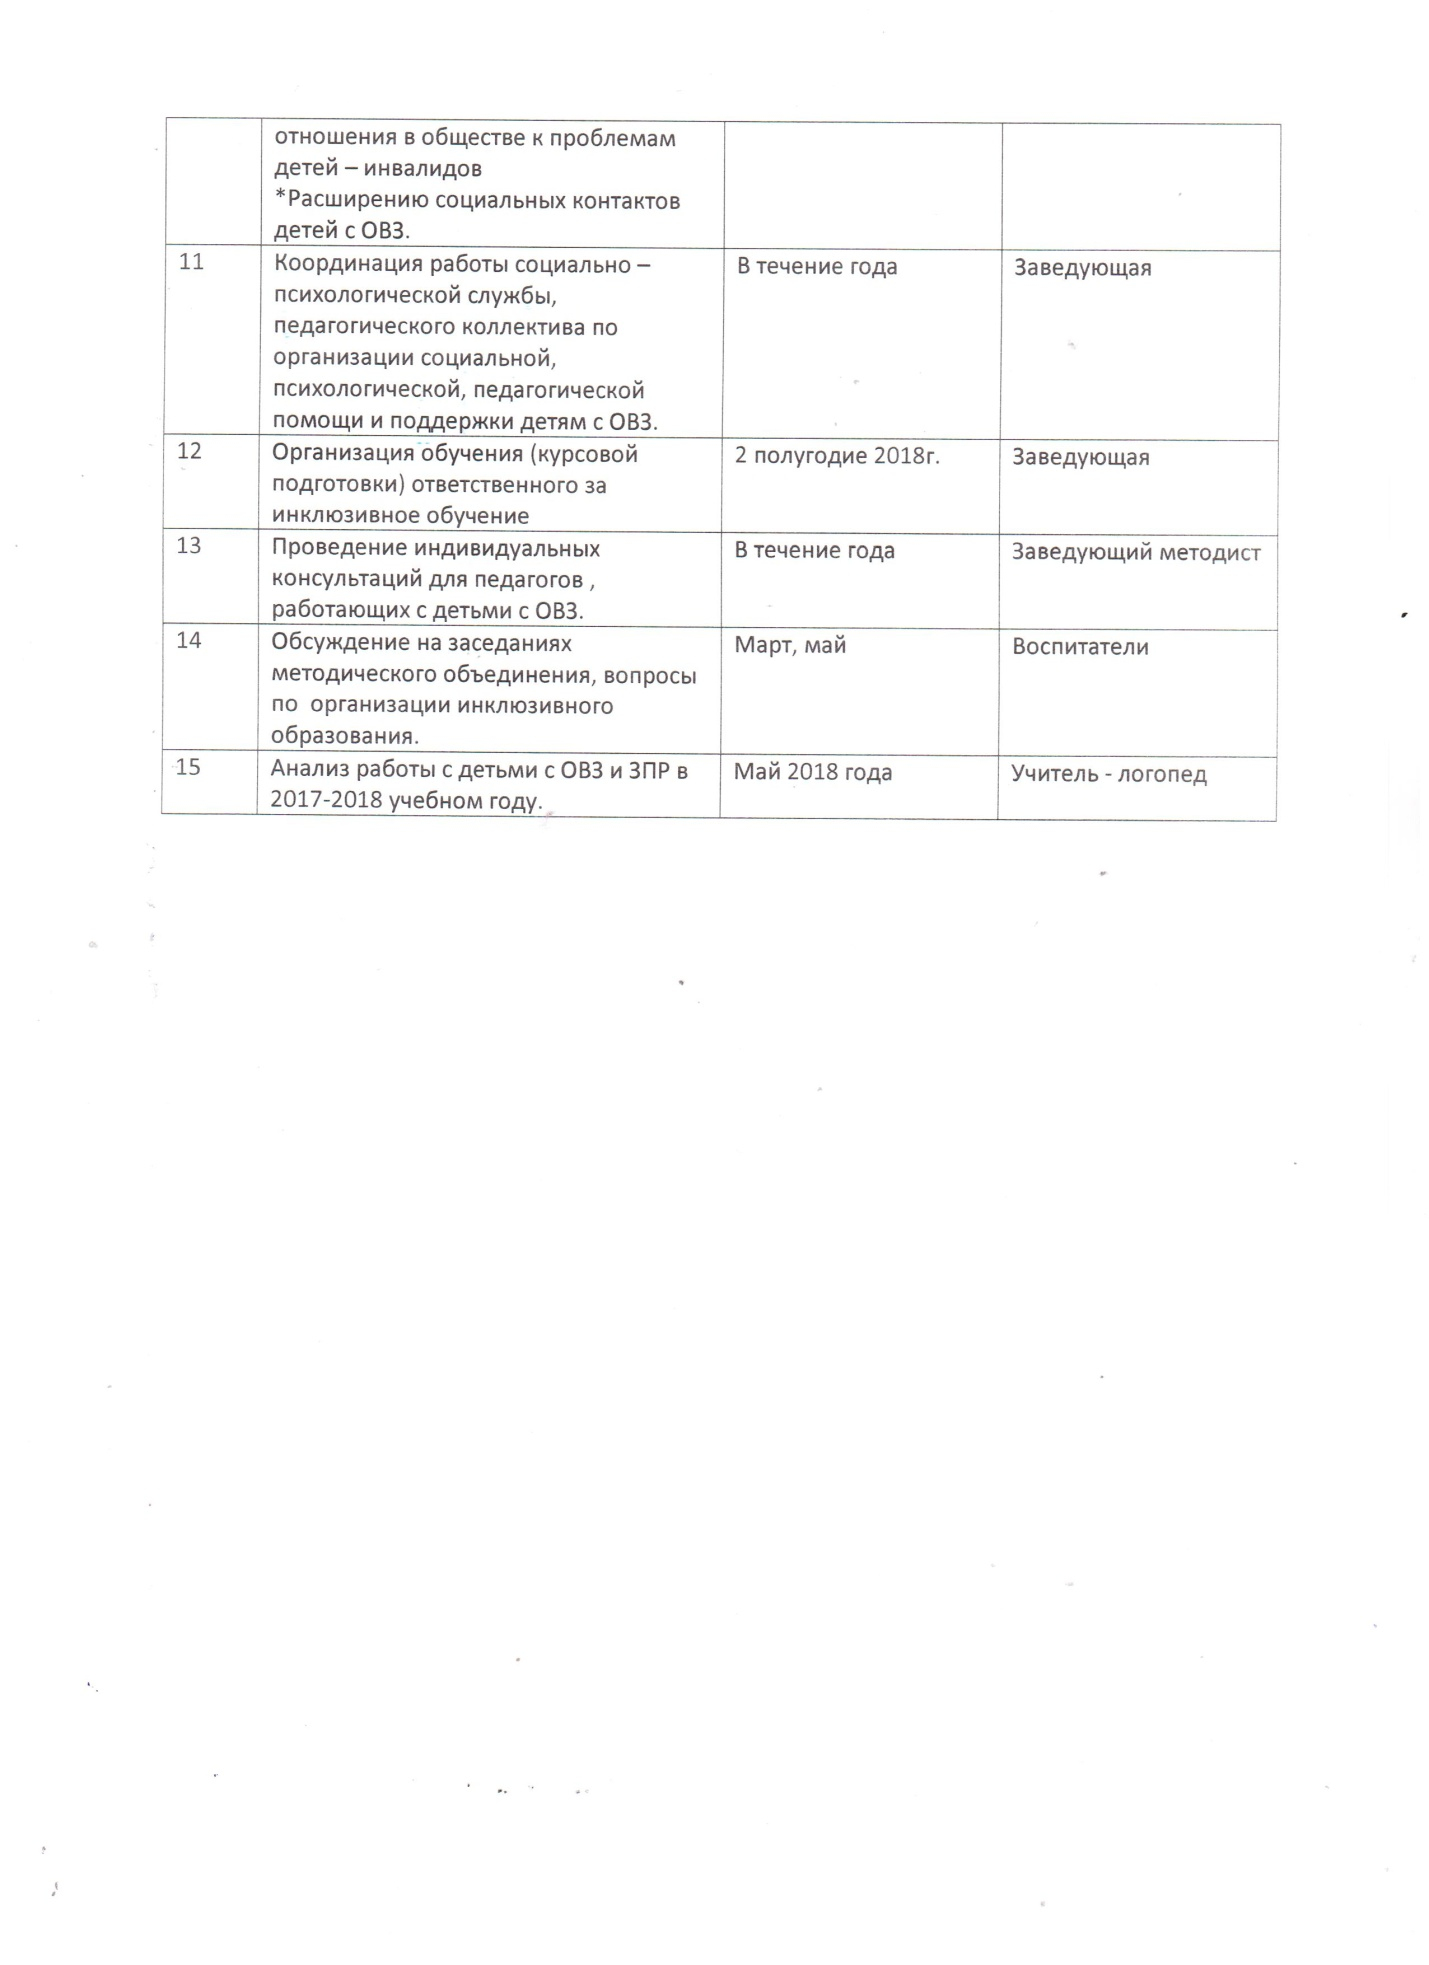 отношения в обществе к проблемам
детей – инвалидов
*Расширению социальных контактов
детей с ОВЗ.
11 Координация работы социально – В течение года Заведующая
психологической службы,
педагогического коллектива по
организации социальной,
психологической, педагогической
помощи и поддержки детям с ОВЗ.
12 Организация обучения (курсовой 2 полугодие 2018г. Заведующая
подготовки) ответственного за
инклюзивное обучение
13 Проведение индивидуальных В течение года Заведующий методист
консультаций для педагогов ,
работающих с детьми с ОВЗ.
14 Обсуждение на заседаниях Март, май Воспитатели
методического объединения, вопросы
по  организации инклюзивного
образования.
15 Анализ работы с детьми с ОВЗ и ЗПР в Май 2018 года Учитель - логопед
2017-2018 учебном году.